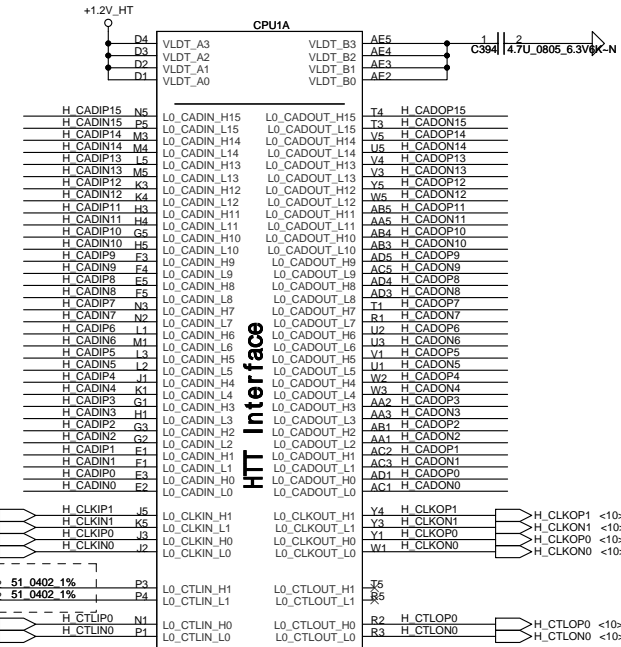 +1.2V_HT
CPU1A
D4 VLDT_A3 VLDT_B3 AE5
D3 VLDT_A2 VLDT_B2 AE4
D2 VLDT_A1 VLDT_B1 AE3
D1 VLDT_A0 VLDT_B0 AE2
1 2
C394 4.7U_0805_6.3V6K~N
H_CADIP15 N5 L0_CADIN_H15 L0_CADOUT_H15 T4 H_CADOP15
H_CADIN15 P5 L0_CADIN_L15 L0_CADOUT_L15 T3 H_CADON15
H_CADIP14 M3 L0_CADIN_H14 L0_CADOUT_H14 V5 H_CADOP14
H_CADIN14 M4 L0_CADIN_L14 L0_CADOUT_L14 U5 H_CADON14
H_CADIP13 L5 L0_CADIN_H13 L0_CADOUT_H13 V4 H_CADOP13
H_CADIN13 M5 L0_CADIN_L13 L0_CADOUT_L13 V3 H_CADON13
H_CADIP12 K3 L0_CADIN_H12 L0_CADOUT_H12 Y5 H_CADOP12
H_CADIN12 K4 L0_CADIN_L12 L0_CADOUT_L12 W5 H_CADON12
H_CADIP11 H3 L0_CADIN_H11 L0_CADOUT_H11 AB5 H_CADOP11
H_CADIN11 H4 L0_CADIN_L11 L0_CADOUT_L11 AA5 H_CADON11
H_CADIP10 G5 L0_CADIN_H10 L0_CADOUT_H10 AB4 H_CADOP10
H_CADIN10 H5 L0_CADIN_L10 L0_CADOUT_L10 AB3 H_CADON10
H_CADIP9 F3 L0_CADIN_H9 L0_CADOUT_H9 AD5 H_CADOP9
H_CADIN9 F4 L0_CADIN_L9 L0_CADOUT_L9 AC5 H_CADON9
H_CADIP8 E5 L0_CADIN_H8 L0_CADOUT_H8 AD4 H_CADOP8
H_CADIN8 F5 L0_CADIN_L8 L0_CADOUT_L8 AD3 H_CADON8
H_CADIP7 N3 L0_CADIN_H7 L0_CADOUT_H7 T1 H_CADOP7
H_CADIN7 N2 L0_CADIN_L7 L0_CADOUT_L7 R1 H_CADON7
H_CADIP6 L1 L0_CADIN_H6 L0_CADOUT_H6 U2 H_CADOP6
H_CADIN6 M1 L0_CADIN_L6 L0_CADOUT_L6 U3 H_CADON6
H_CADIP5 L3 L0_CADIN_H5 L0_CADOUT_H5 V1 H_CADOP5
H_CADIN5 L2 L0_CADIN_L5 L0_CADOUT_L5 U1 H_CADON5
H_CADIP4 J1 L0_CADIN_H4 L0_CADOUT_H4 W2 H_CADOP4
H_CADIN4 K1 L0_CADIN_L4 L0_CADOUT_L4 W3 H_CADON4
H_CADIP3 G1 L0_CADIN_H3 L0_CADOUT_H3 AA2 H_CADOP3
H_CADIN3 H1 L0_CADIN_L3 L0_CADOUT_L3 AA3 H_CADON3
H_CADIP2 G3 L0_CADIN_H2 L0_CADOUT_H2 AB1 H_CADOP2
H_CADIN2 G2 L0_CADIN_L2 L0_CADOUT_L2 AA1 H_CADON2
H_CADIP1 E1 L0_CADIN_H1 L0_CADOUT_H1 AC2 H_CADOP1
H_CADIN1 F1 L0_CADIN_L1 L0_CADOUT_L1 AC3 H_CADON1
H_CADIP0 E3 L0_CADIN_H0 L0_CADOUT_H0 AD1 H_CADOP0
H_CADIN0 E2 L0_CADIN_L0 L0_CADOUT_L0 AC1 H_CADON0
HTT Interface
H_CLKIP1 J5 L0_CLKIN_H1 L0_CLKOUT_H1 Y4 H_CLKOP1 H_CLKOP1 <10>
H_CLKIN1 K5 L0_CLKIN_L1 L0_CLKOUT_L1 Y3 H_CLKON1 H_CLKON1 <10>
H_CLKIP0 J3 L0_CLKIN_H0 L0_CLKOUT_H0 Y1 H_CLKOP0 H_CLKOP0 <10>
H_CLKIN0 J2 L0_CLKIN_L0 L0_CLKOUT_L0 W1 H_CLKON0 H_CLKON0 <10>
51_0402_1% P3 L0_CTLIN_H1 L0_CTLOUT_H1 T5
51_0402_1% P4 L0_CTLIN_L1 L0_CTLOUT_L1 R5
H_CTLIP0 N1 L0_CTLIN_H0 L0_CTLOUT_H0 R2 H_CTLOP0 H_CTLOP0 <10>
H_CTLIN0 P1 L0_CTLIN_L0 L0_CTLOUT_L0 R3 H_CTLON0 H_CTLON0 <10>